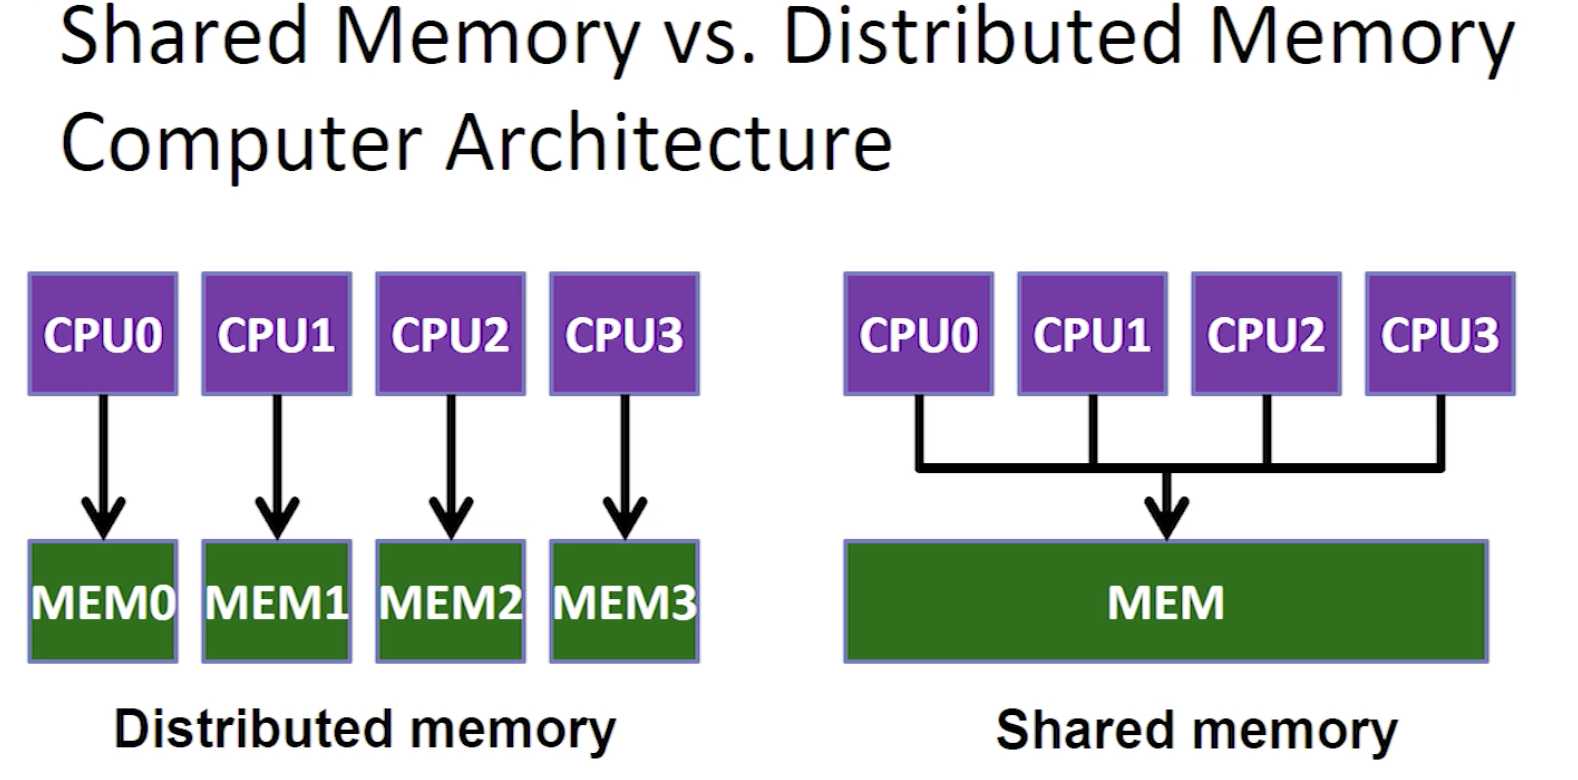 Shared Memory vs. Distributed Memory
Computer Architecture
CPU0 CPU1 CPU2 CPU3
MEM0 MEM1 MEM2 MEM3
Distributed memory
CPU0 CPU1 CPU2 CPU3
MEM
Shared memory